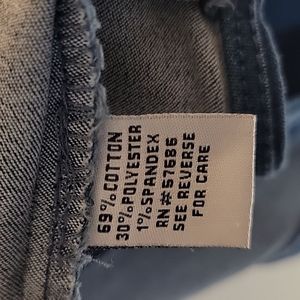 69% COTTON
30% POLYESTER
1% SPANDEX
RN# 57686
SEE REVERSE
FOR CARE